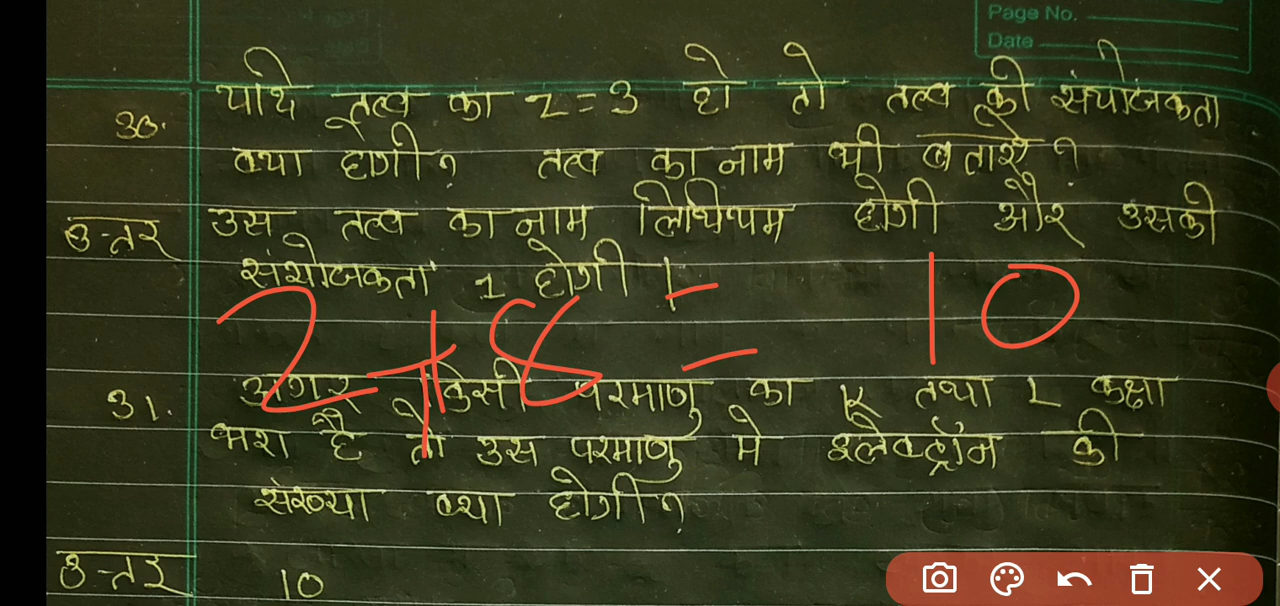 Page No.
Date
30. यदि तत्व का Z=3 हो तो तत्व की संयोजकता
क्या होगी? तत्व का नाम भी बताऐ?
उत्तर उस तत्व का नाम लिथियम होगी और उसकी
संयोजकता 1 होगी।
2+8=10
31. अगर किसी परमाणु का K तथा L कक्षा
भरा है तो उस परमाणु मे इलेक्ट्रॉन की
संख्या क्या होगी?
उत्तर 10